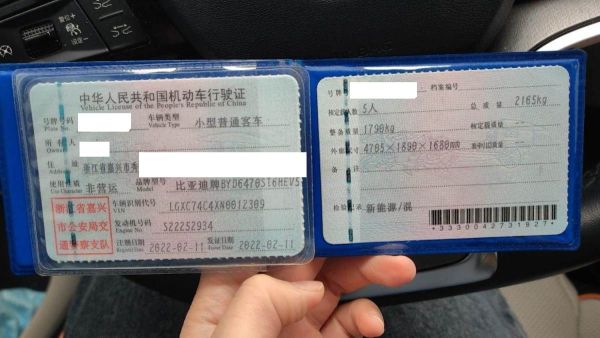 中华人民共和国机动车行驶证
Vehicle License of the People's Republic of China
号牌号码
Plate No.
车辆类型
Vehicle Type
小型普通客车
所有人
Owner
住址
浙江省嘉兴市秀
使用性质
Use Character
非营运
品牌型号
Model
比亚迪牌BYD6470ST6HEV5
浙江省嘉兴
市公安局交
通警察支队
车辆识别代号
VIN
LGXC74C4XN0012309
发动机号码
Engine No.
S22252934
注册日期
Register Date
2022-02-11
发证日期
Issue Date
2022-02-11
号牌
档案编号
核定载人数
5人
总质量
2165kg
整备质量
1790kg
核定载质量
外廓尺寸
4705×1890×1680mm
准牵引总质量
备注
检验记录
新能源/混
*3330042731827*